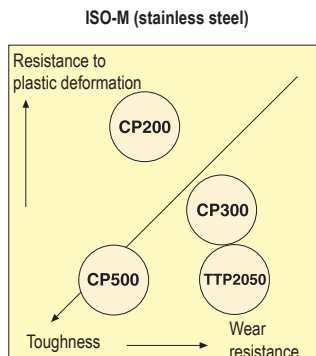 ISO-M (stainless steel)
Resistance to
plastic deformation
CP200
CP300
CP500
TTP2050
Toughness
Wear
resistance